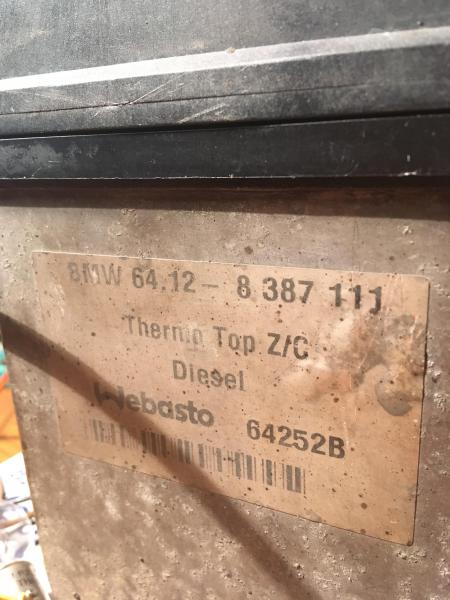 BMW 64.12 - 8 387 111
Thermo Top Z/C
Diesel
Webasto 64252B